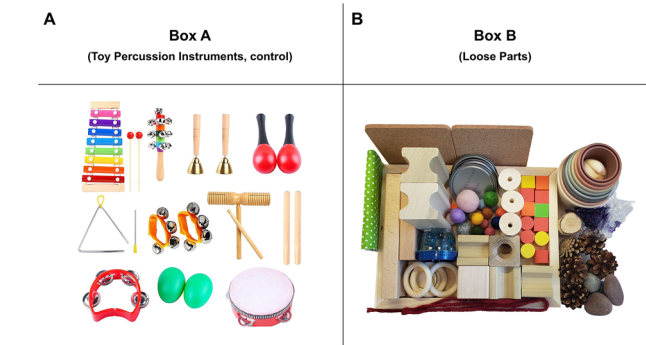 A
Box A
(Toy Percussion Instruments, control)
B
Box B
(Loose Parts)